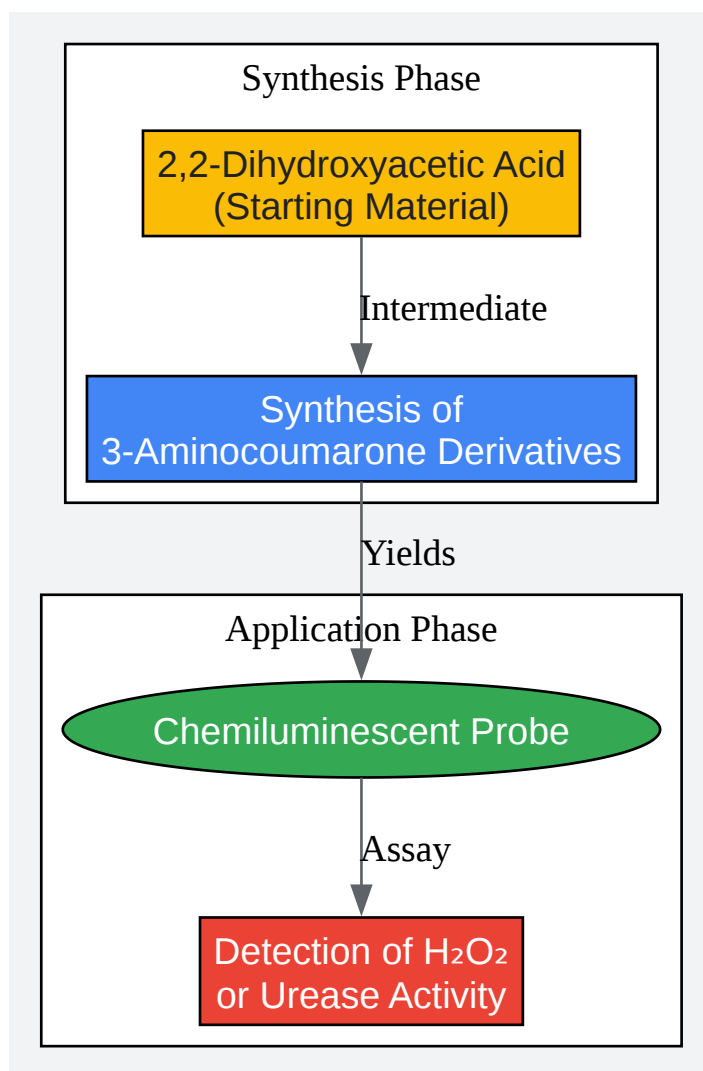 Synthesis Phase
2,2-Dihydroxyacetic Acid
(Starting Material)
Intermediate
Synthesis of
3-Aminocoumarone Derivatives
Yields
Application Phase
Chemiluminescent Probe
Assay
Detection of H₂O₂
or Urease Activity